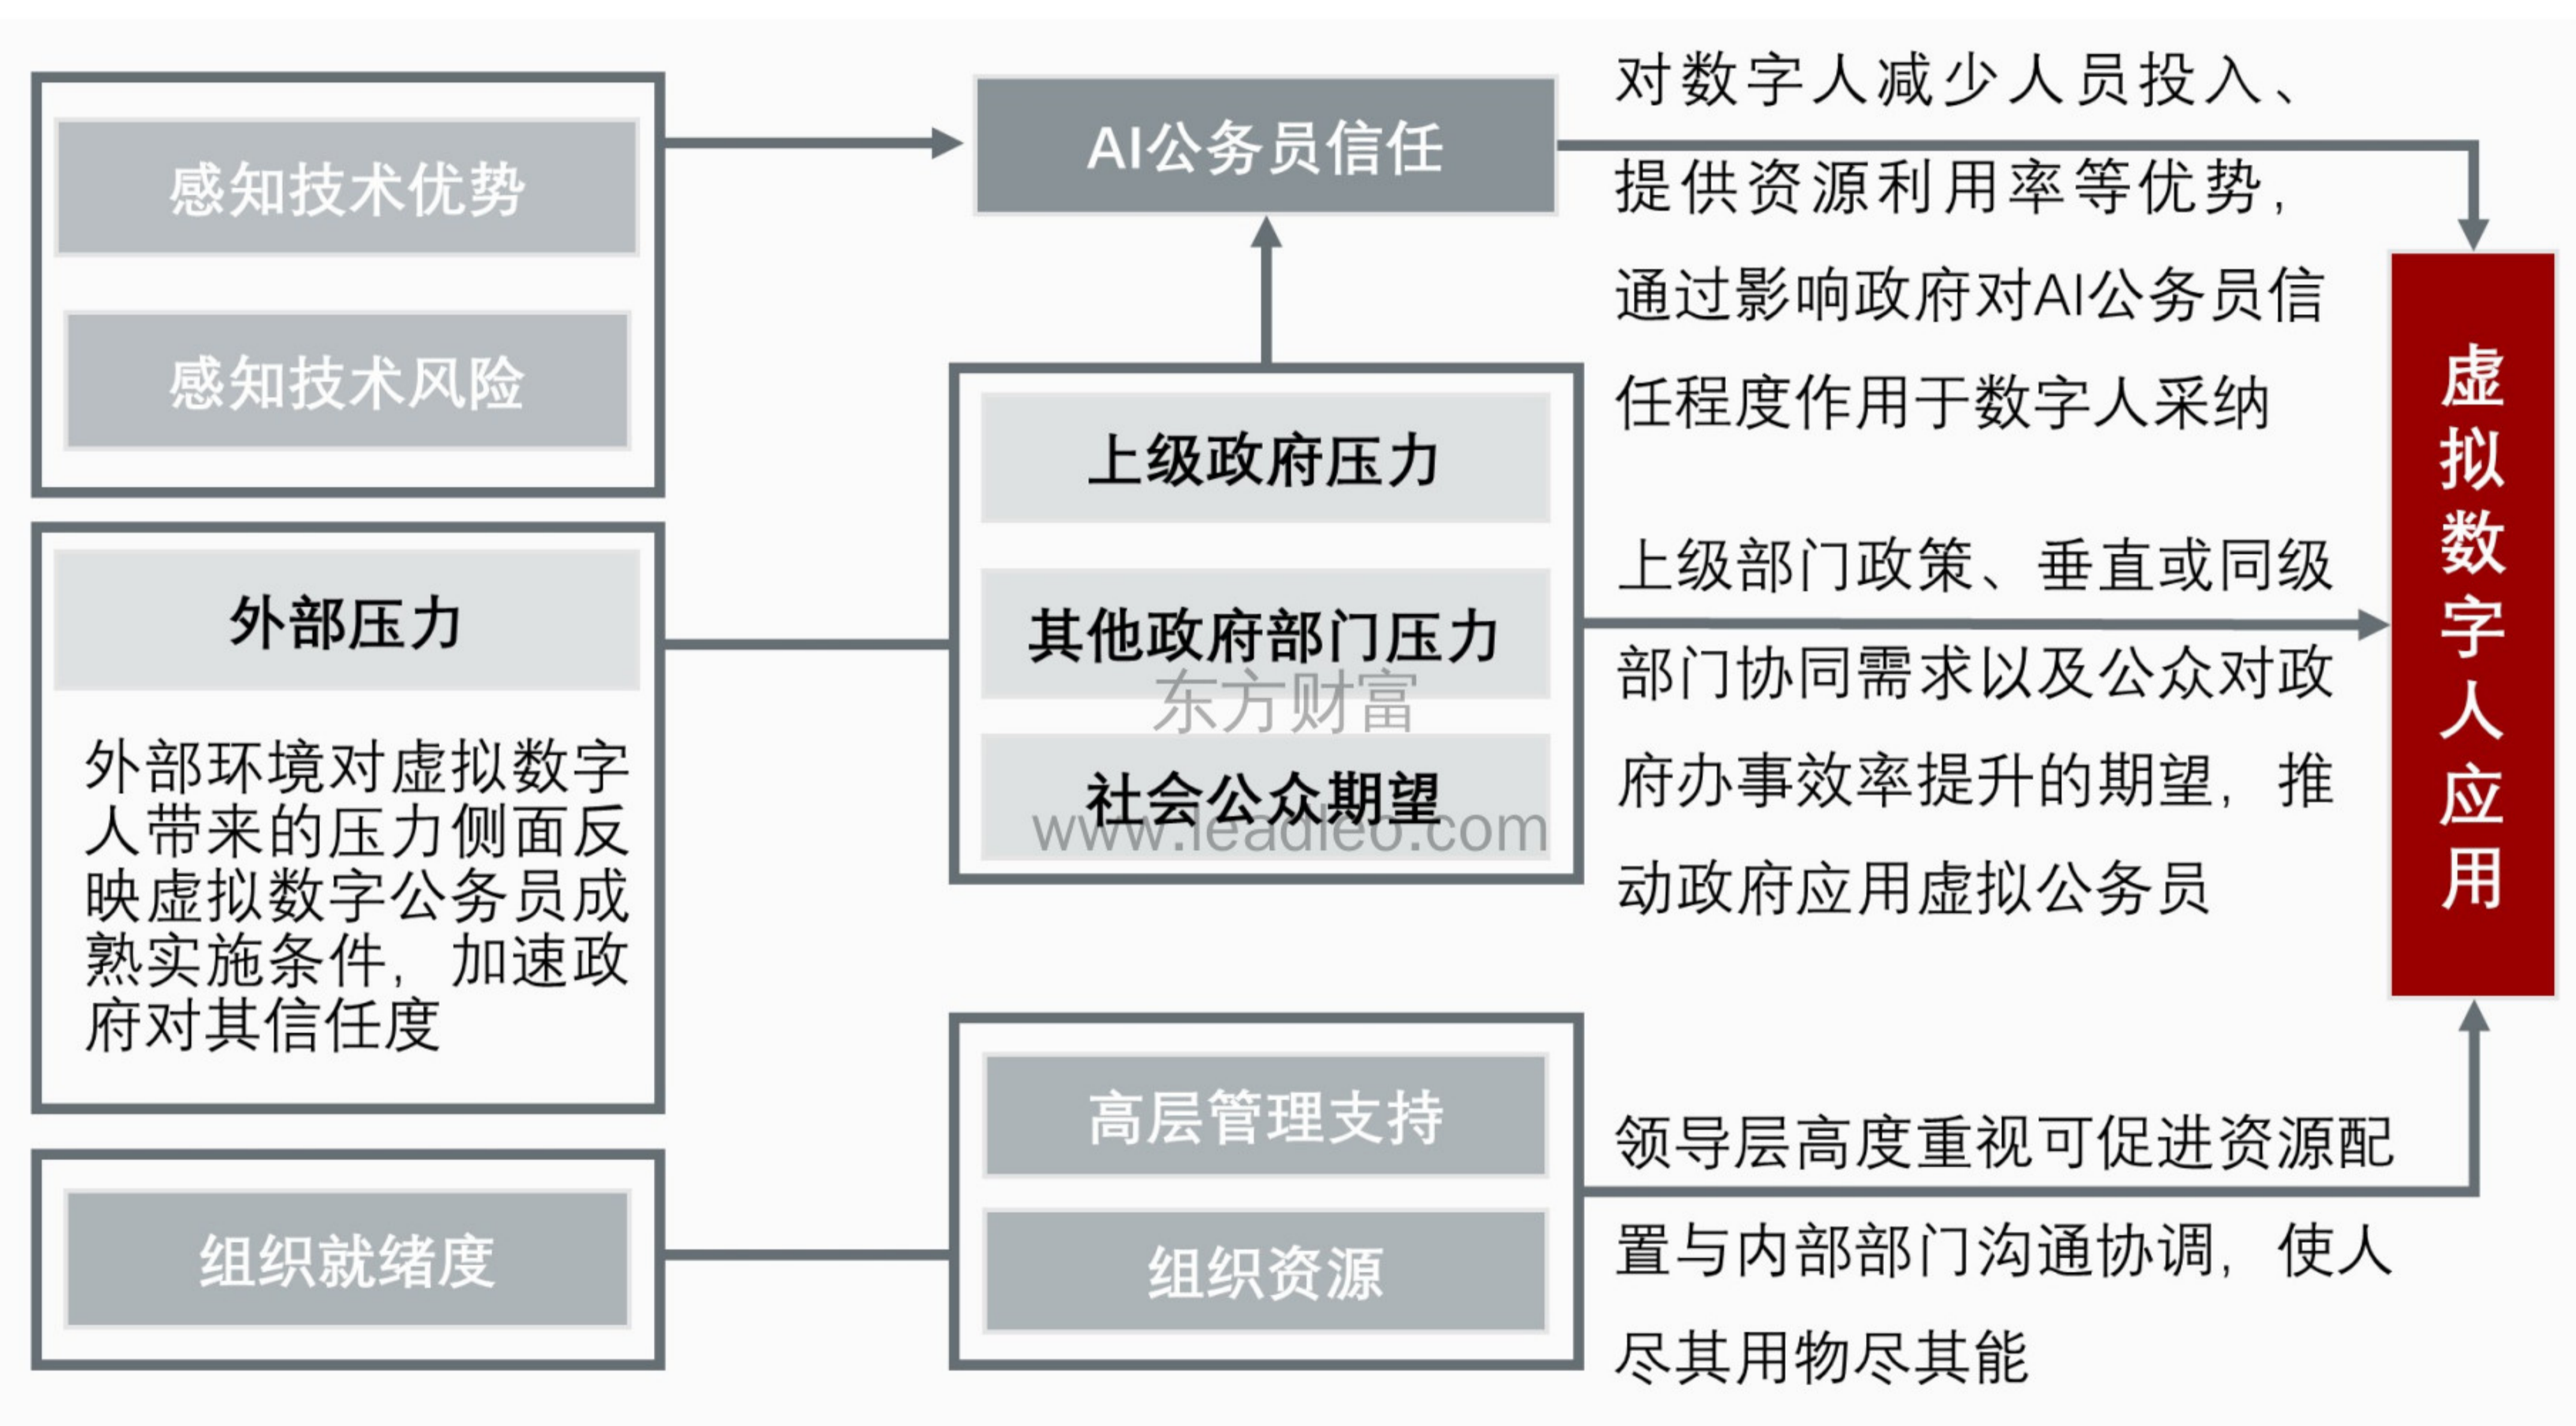 感知技术优势
感知技术风险
AI公务员信任
对数字人减少人员投入、
提供资源利用率等优势，
通过影响政府对AI公务员信
任程度作用于数字人采纳
外部压力
外部环境对虚拟数字
人带来的压力侧面反
映虚拟数字公务员成
熟实施条件，加速政
府对其信任度
上级政府压力
其他政府部门压力
东方财富
社会公众期望
www.leadleo.com
上级部门政策、垂直或同级
部门协同需求以及公众对政
府办事效率提升的期望，推
动政府应用虚拟公务员
组织就绪度
高层管理支持
组织资源
领导层高度重视可促进资源配
置与内部部门沟通协调，使人
尽其用物尽其能
虚拟数字人应用